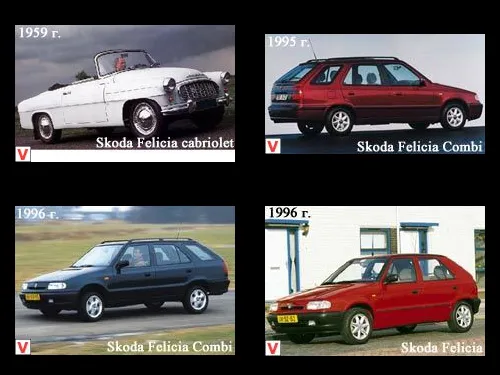 1959 г.
Skoda Felicia cabriolet
V
1995 г.
Skoda Felicia Combi
V
1996 г.
Skoda Felicia Combi
V
1996 г.
Skoda Felicia
V